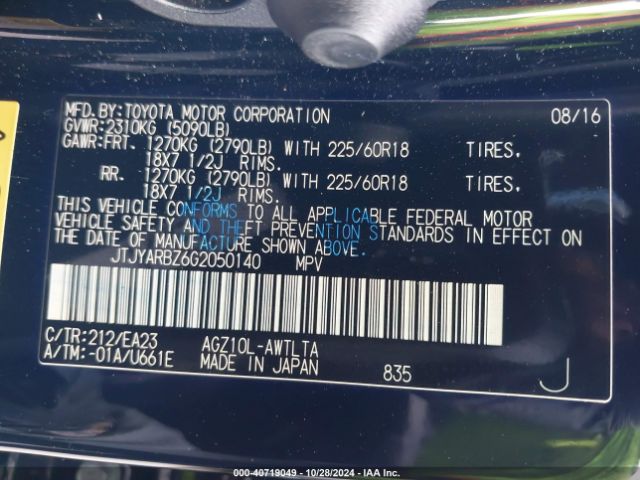 MFD.BY:TOYOTA MOTOR CORPORATION 08/16
GVWR:2310KG (5090LB)
GAWR:FRT. 1270KG (2790LB) WITH 225/60R18 TIRES.
18X7 1/2J RIMS.
RR. 1270KG (2790LB) WITH 225/60R18 TIRES.
18X7 1/2J RIMS.
THIS VEHICLE CONFORMS TO ALL APPLICABLE FEDERAL MOTOR
VEHICLE SAFETY AND THEFT PREVENTION STANDARDS IN EFFECT ON
THE DATE OF MANUFACTURE SHOWN ABOVE.
JTJYARBZ6G2050140 MPV
C/TR:212/EA23 AGZ10L-AWTLTA
A/TM:-01A/U661E MADE IN JAPAN 835 J
000-40719049 | 10/28/2024 | IAA Inc.